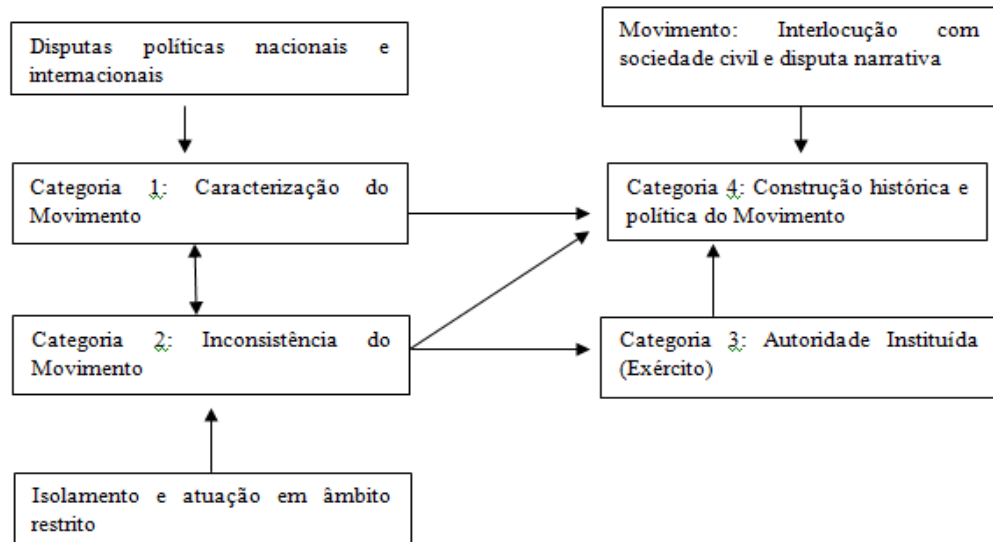 Disputas políticas nacionais e
internacionais
Movimento: Interlocução com
sociedade civil e disputa narrativa
Categoria 1: Caracterização do
Movimento
Categoria 4: Construção histórica e
política do Movimento
Categoria 2: Inconsistência do
Movimento
Categoria 3: Autoridade Instituída
(Exército)
Isolamento e atuação em âmbito
restrito